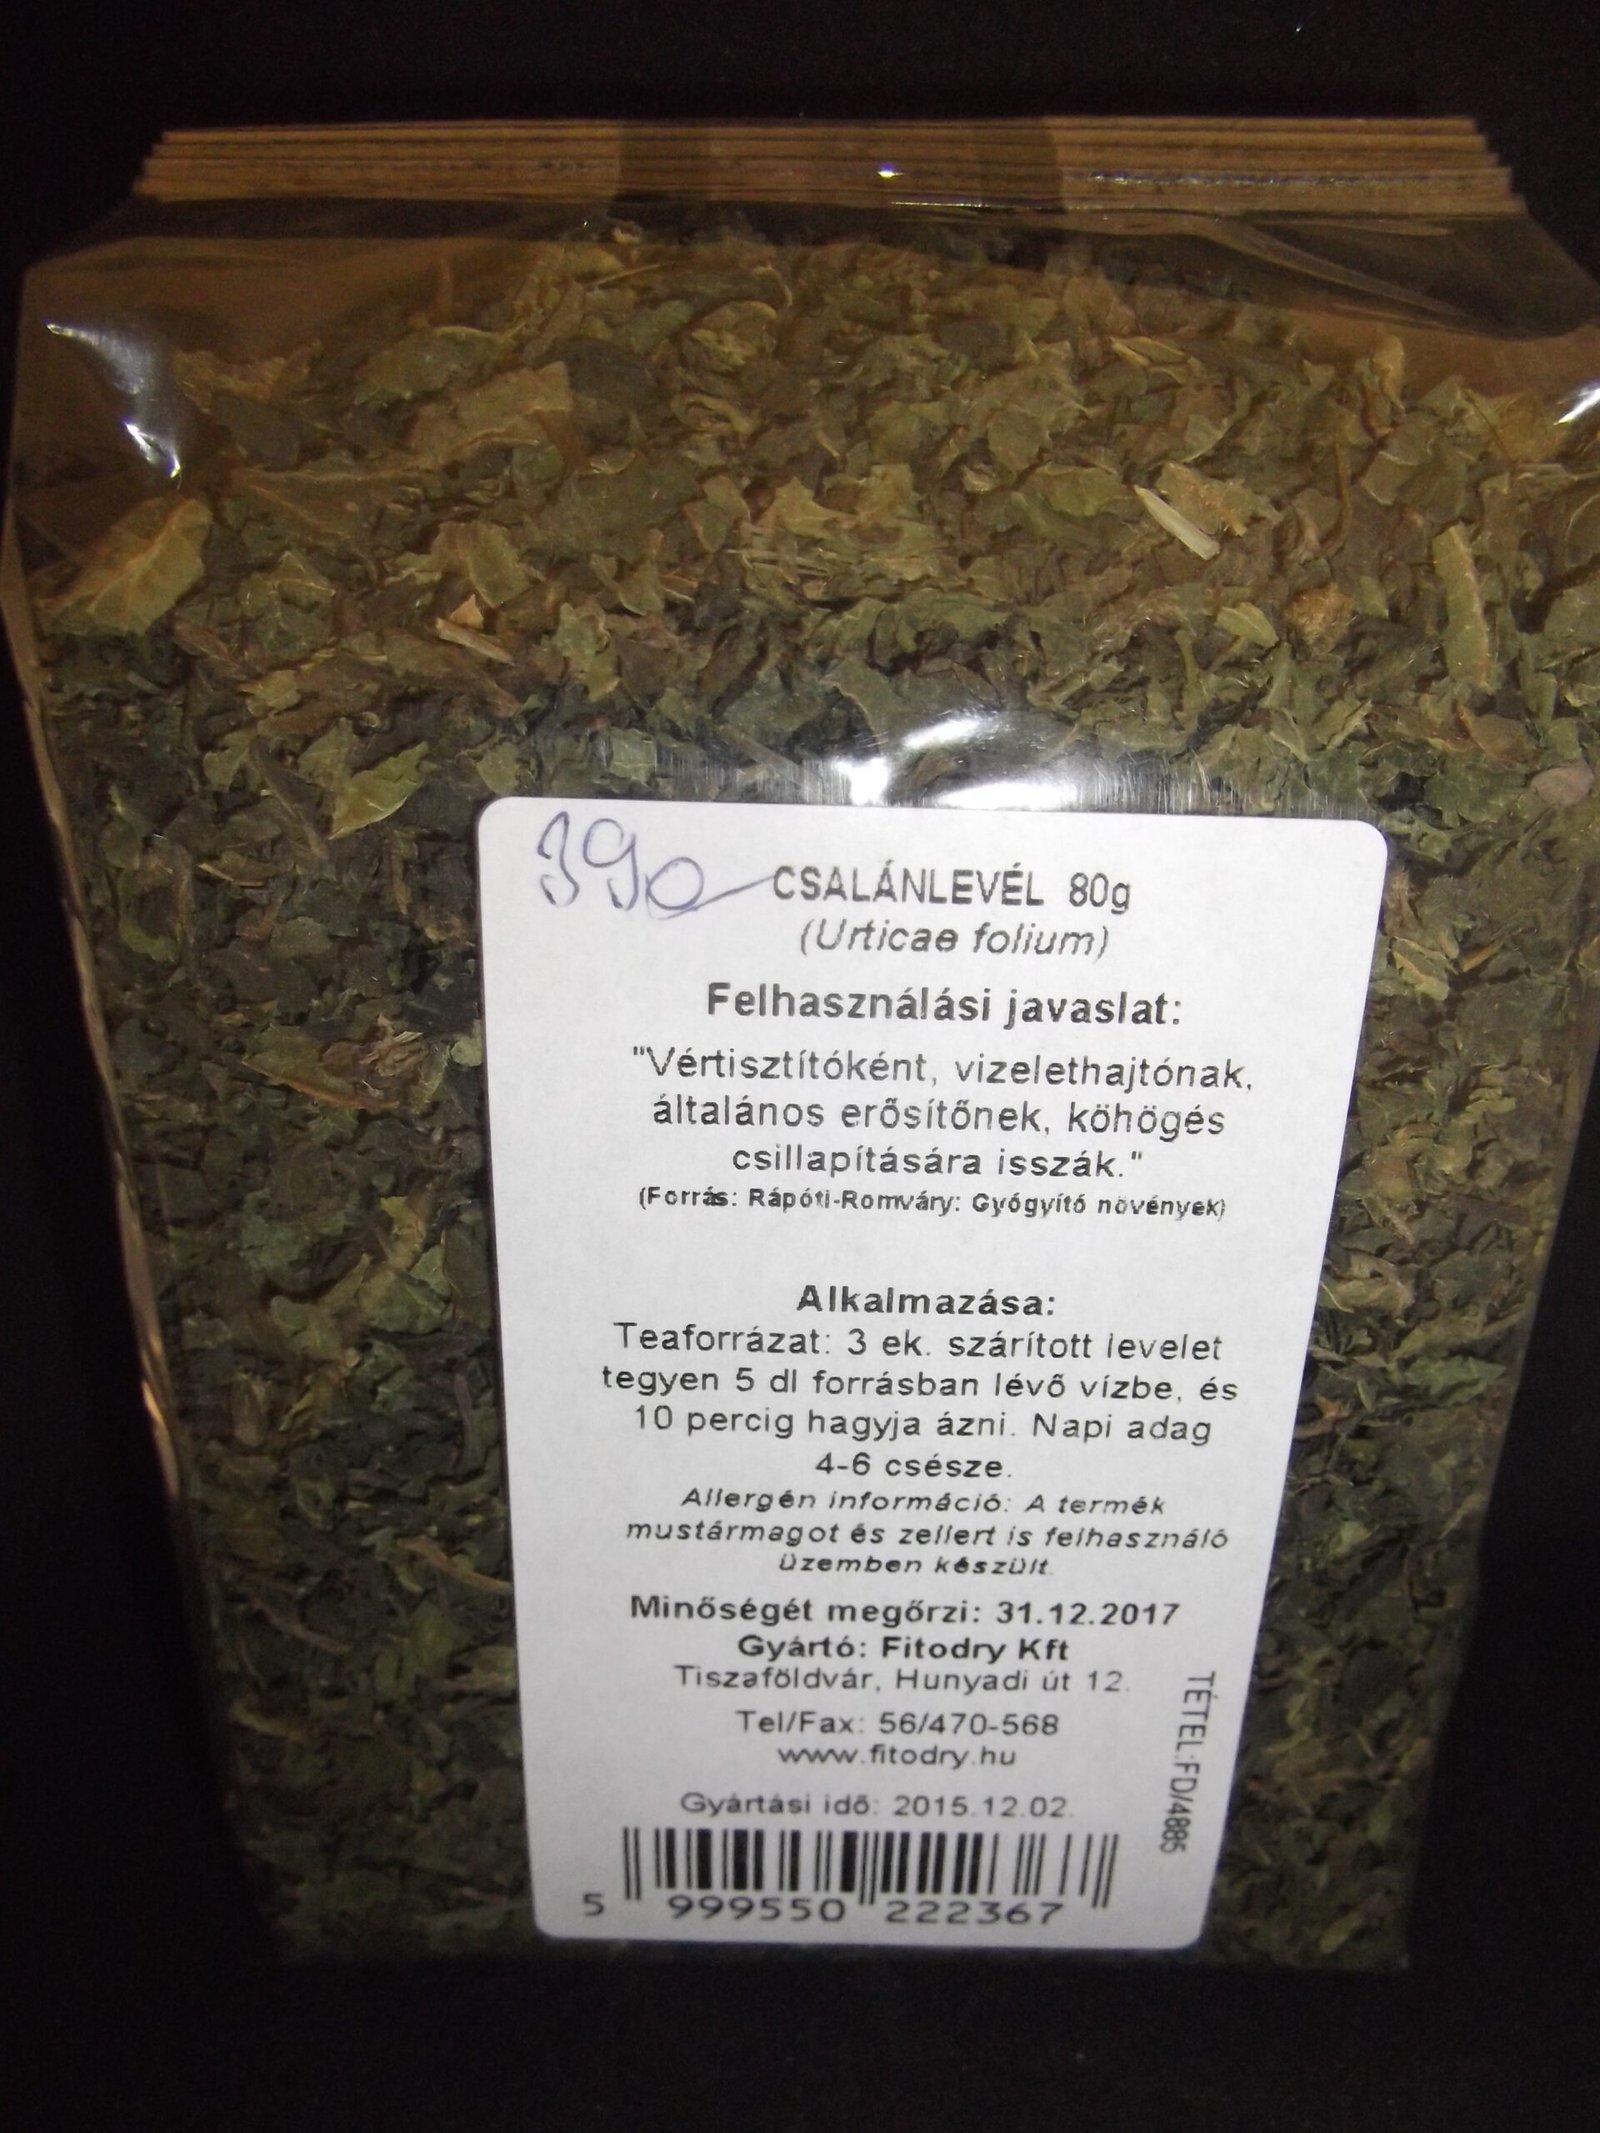 390
CSALÁNLEVÉL 80g
(Urticae folium)
Felhasználási javaslat:
"Vértisztítóként, vizelethajtónak,
általános erősítőnek, köhögés
csillapítására isszák."
(Forrás: Rápóti-Romváry: Gyógyító növények)
Alkalmazása:
Teaforrázat: 3 ek. szárított levelet
tegyen 5 dl forrásban lévő vízbe, és
10 percig hagyja ázni. Napi adag
4-6 csésze.
Allergén információ: A termék
mustármagot és zellert is felhasználó
üzemben készült.
Minőségét megőrzi: 31.12.2017
Gyártó: Fitodry Kft
Tiszaföldvár, Hunyadi út 12.
Tel/Fax: 56/470-568
www.fitodry.hu
Gyártási idő: 2015.12.02.
TÉTEL:FD/4885
5 999550 222367